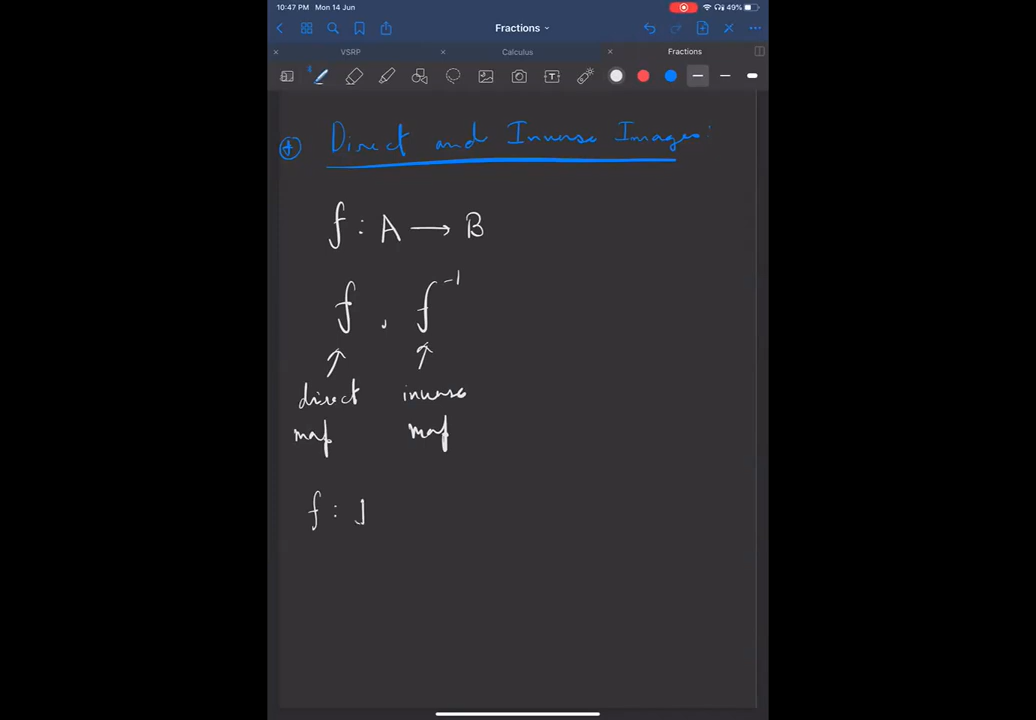 10:47 PM Mon 14 Jun
49%
Fractions
VSRP
Calculus
Fractions
Direct and Inverse Images:
f : A → B
f , f⁻¹
direct inverse
map map
f :